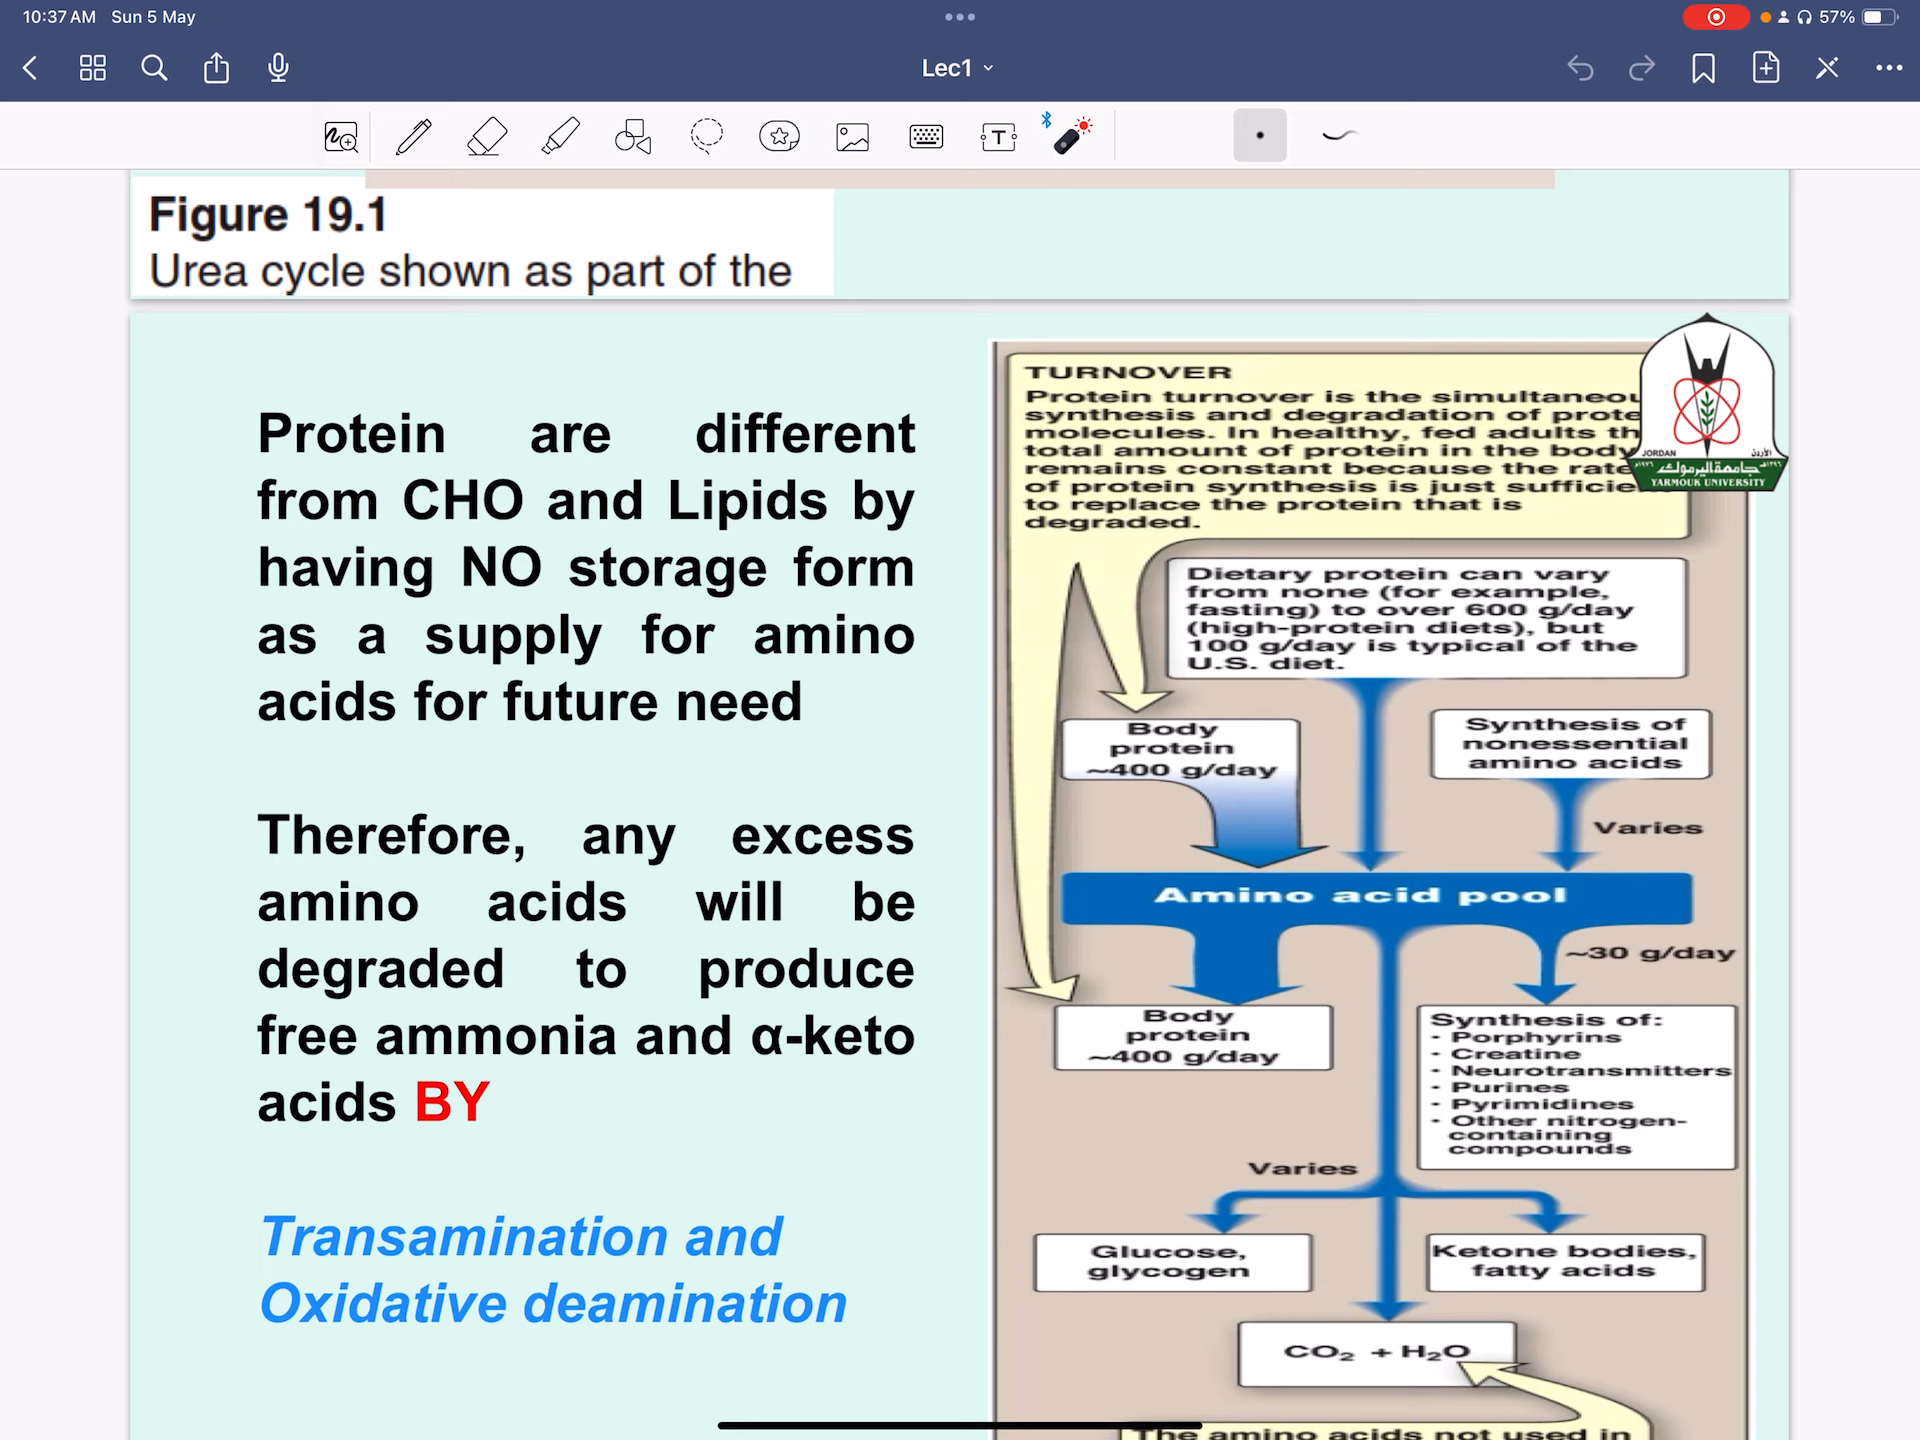 10:37 AM Sun 5 May
57%
Lec1
Figure 19.1
Urea cycle shown as part of the
Protein are different
from CHO and Lipids by
having NO storage form
as a supply for amino
acids for future need
Therefore, any excess
amino acids will be
degraded to produce
free ammonia and α-keto
acids BY
Transamination and
Oxidative deamination
TURNOVER
Protein turnover is the simultaneou
synthesis and degradation of prote
molecules. In healthy, fed adults th
total amount of protein in the body
remains constant because the rate
of protein synthesis is just sufficie
to replace the protein that is
degraded.
JORDAN الأردن
جامعة اليرموك
YARMOUK UNIVERSITY
Dietary protein can vary
from none (for example,
fasting) to over 600 g/day
(high-protein diets), but
100 g/day is typical of the
U.S. diet.
Body
protein
~400 g/day
Synthesis of
nonessential
amino acids
Varies
Amino acid pool
~30 g/day
Body
protein
~400 g/day
Synthesis of:
• Porphyrins
• Creatine
• Neurotransmitters
• Purines
• Pyrimidines
• Other nitrogen-
containing
compounds
Varies
Glucose,
glycogen
Ketone bodies,
fatty acids
CO₂ + H₂O
The amino acids not used in